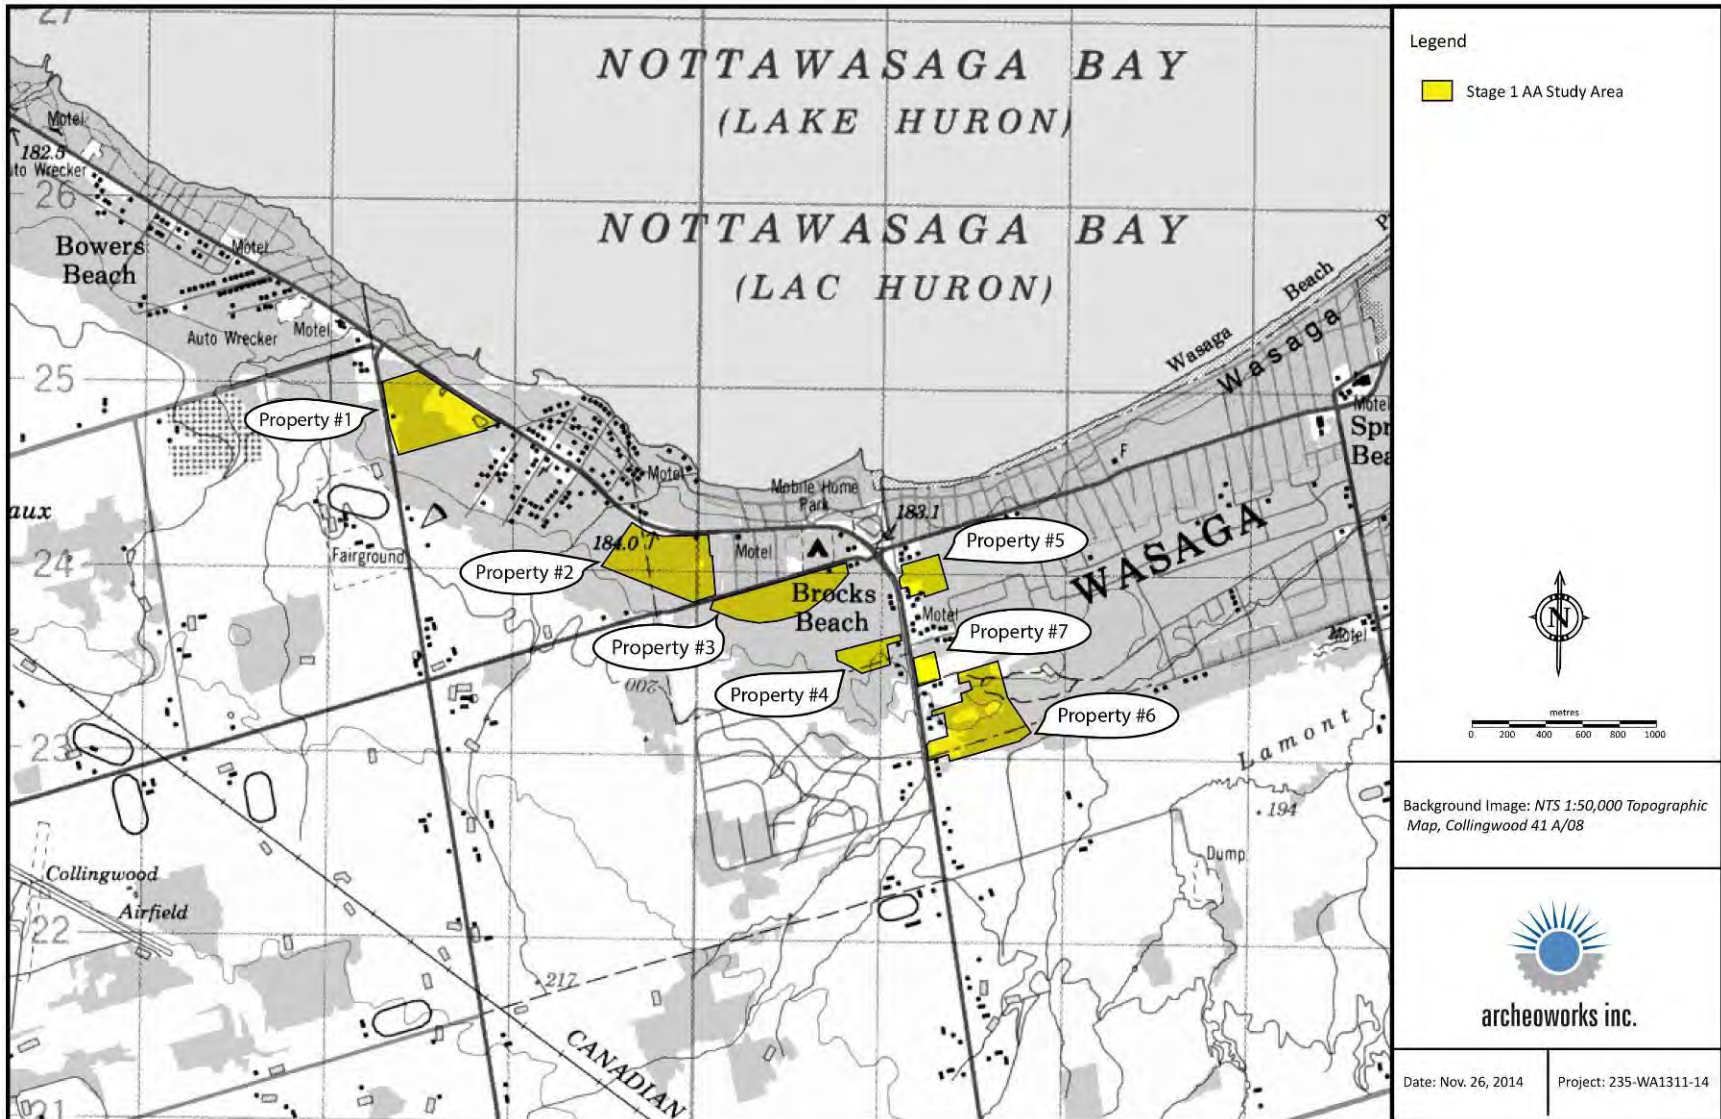 27
NOTTAWASAGA BAY
(LAKE HURON)
Motel
182.5
26
Bowers
Beach
Motel
NOTTAWASAGA BAY
(LAC HURON)
Auto Wrecker
Motel
Wasaga Beach
Wasaga
25
Property #1
Motel
Spr
Bea
F
Motel
Mobile Home
Park
183.1
aux
Fairground
184.0
Motel
Property #5
24
Property #2
WASAGA
Brocks
Beach
Motel
Property #7
Motel
Property #3
200
Property #4
Property #6
23
Lamont
194
Dump
Collingwood
Airfield
22
217
CANADIAN
21
Legend
Stage 1 AA Study Area
N
metres
0 200 400 600 800 1000
Background Image: NTS 1:50,000 Topographic
Map, Collingwood 41 A/08
archeoworks inc.
Date: Nov. 26, 2014
Project: 235-WA1311-14